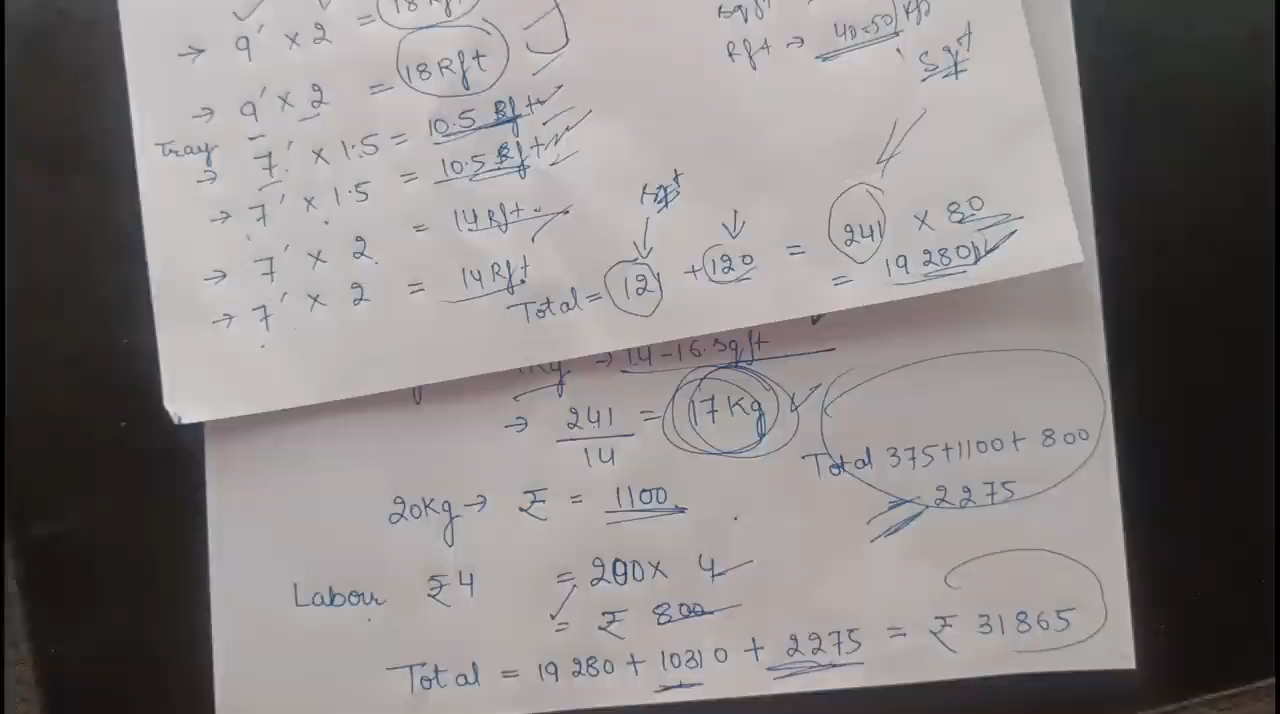 → 9' × 2 = 18 Rft
→ 9' × 2 = 18 Rft
Tray
→ 7' × 1.5 = 10.5 Rft
→ 7' × 1.5 = 10.5 Rft
→ 7' × 2 = 14 Rft
→ 7' × 2 = 14 Rft
Rft → 40-50/
Sqft
Total = 121 + 120 = 241 × 80
= 19280/
→ 14-16 Sqft
→ 241/14 = 17 Kg
Total 375+1100+800
2275
20Kg → ₹ = 1100
Labour ₹4 = 200× 4
= ₹ 800
Total = 19280 + 10310 + 2275 = ₹ 31865